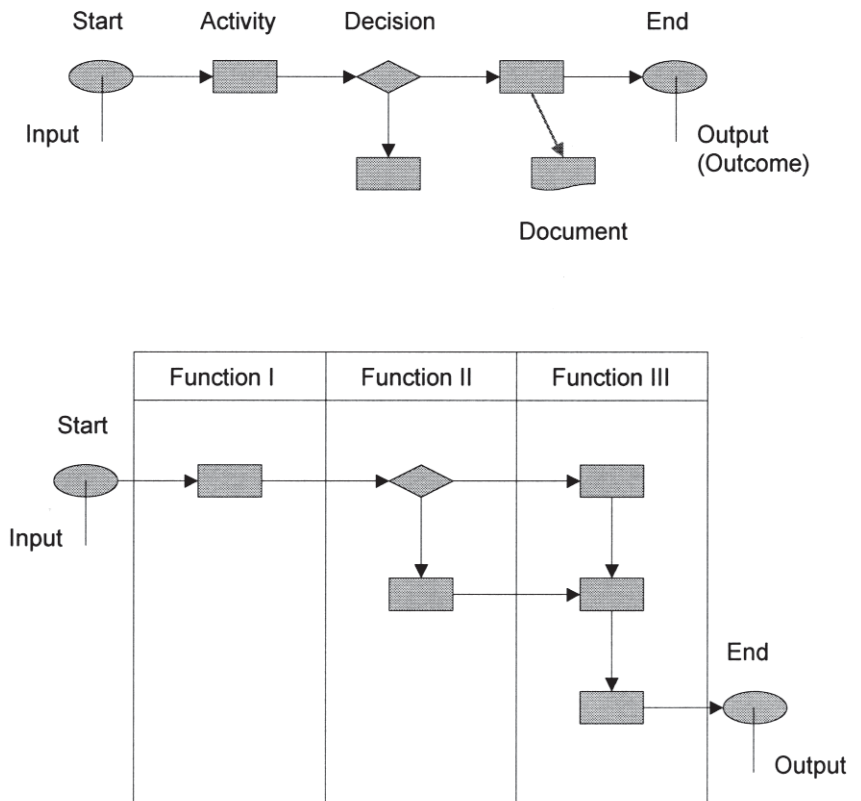 Start
Activity
Decision
End
Input
Output
(Outcome)
Document
Function I
Function II
Function III
Start
Input
End
Output